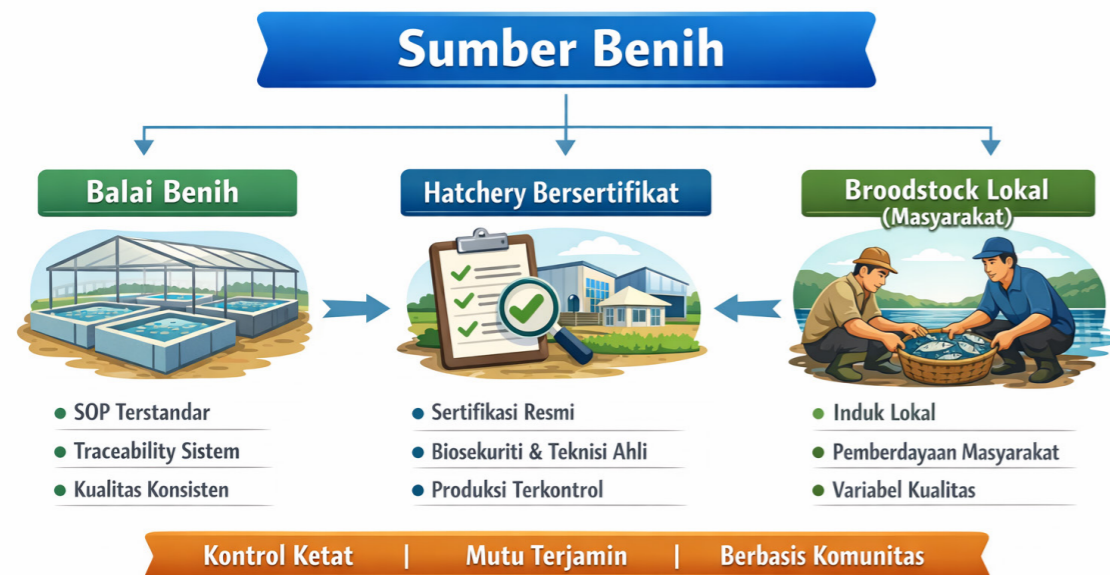 Sumber Benih
Balai Benih
Hatchery Bersertifikat
Broodstock Lokal
(Masyarakat)
SOP Terstandar
Traceability Sistem
Kualitas Konsisten
Sertifikasi Resmi
Biosekuriti & Teknisi Ahli
Produksi Terkontrol
Induk Lokal
Pemberdayaan Masyarakat
Variabel Kualitas
Kontrol Ketat | Mutu Terjamin | Berbasis Komunitas